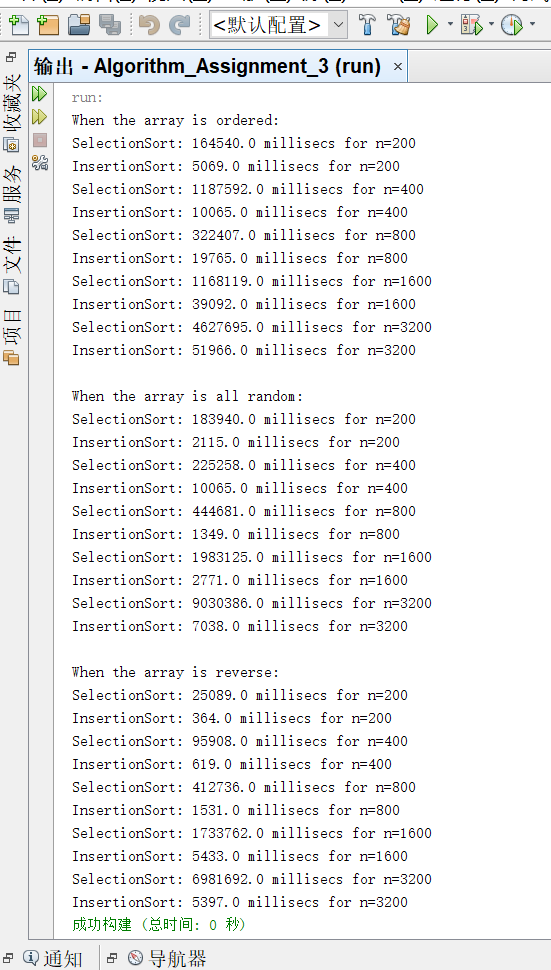 <默认配置>
输出 - Algorithm_Assignment_3 (run) ×
收藏夹
服务
文件
项目
run:
When the array is ordered:
SelectionSort: 164540.0 millisecs for n=200
InsertionSort: 5069.0 millisecs for n=200
SelectionSort: 1187592.0 millisecs for n=400
InsertionSort: 10065.0 millisecs for n=400
SelectionSort: 322407.0 millisecs for n=800
InsertionSort: 19765.0 millisecs for n=800
SelectionSort: 1168119.0 millisecs for n=1600
InsertionSort: 39092.0 millisecs for n=1600
SelectionSort: 4627695.0 millisecs for n=3200
InsertionSort: 51966.0 millisecs for n=3200
When the array is all random:
SelectionSort: 183940.0 millisecs for n=200
InsertionSort: 2115.0 millisecs for n=200
SelectionSort: 225258.0 millisecs for n=400
InsertionSort: 10065.0 millisecs for n=400
SelectionSort: 444681.0 millisecs for n=800
InsertionSort: 1349.0 millisecs for n=800
SelectionSort: 1983125.0 millisecs for n=1600
InsertionSort: 2771.0 millisecs for n=1600
SelectionSort: 9030386.0 millisecs for n=3200
InsertionSort: 7038.0 millisecs for n=3200
When the array is reverse:
SelectionSort: 25089.0 millisecs for n=200
InsertionSort: 364.0 millisecs for n=200
SelectionSort: 95908.0 millisecs for n=400
InsertionSort: 619.0 millisecs for n=400
SelectionSort: 412736.0 millisecs for n=800
InsertionSort: 1531.0 millisecs for n=800
SelectionSort: 1733762.0 millisecs for n=1600
InsertionSort: 5433.0 millisecs for n=1600
SelectionSort: 6981692.0 millisecs for n=3200
InsertionSort: 5397.0 millisecs for n=3200
成功构建 (总时间: 0 秒)
通知 导航器